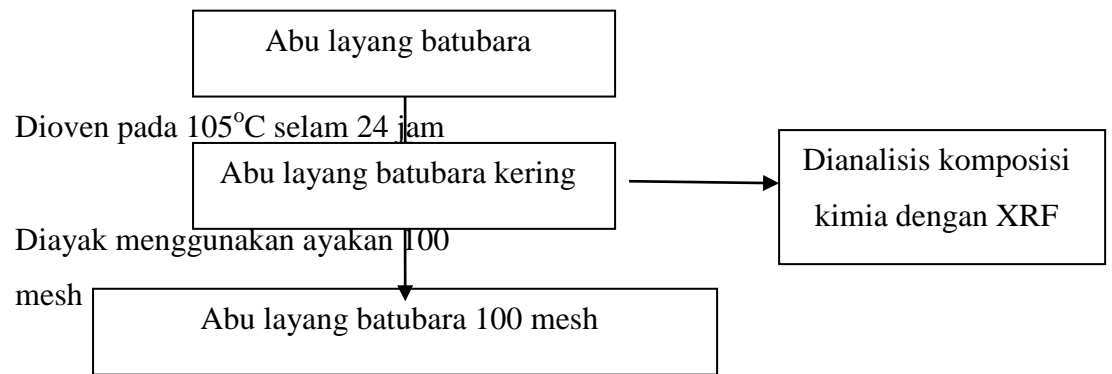 Abu layang batubara
Dioven pada 105°C selam 24 jam
Abu layang batubara kering
Dianalisis komposisi
kimia dengan XRF
Diayak menggunakan ayakan 100
mesh
Abu layang batubara 100 mesh